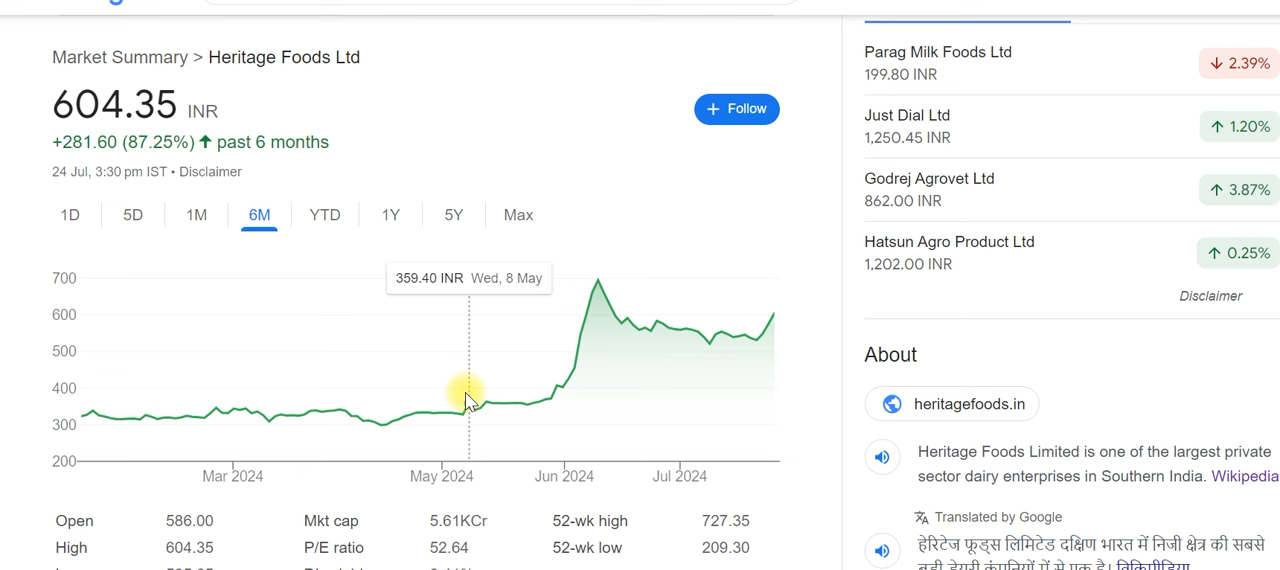 Market Summary > Heritage Foods Ltd
604.35 INR
+ Follow
+281.60 (87.25%) ↑ past 6 months
24 Jul, 3:30 pm IST • Disclaimer
1D 5D 1M 6M YTD 1Y 5Y Max
359.40 INR Wed, 8 May
700
600
500
400
300
200
Mar 2024 May 2024 Jun 2024 Jul 2024
Open 586.00 Mkt cap 5.61KCr 52-wk high 727.35
High 604.35 P/E ratio 52.64 52-wk low 209.30
Parag Milk Foods Ltd
199.80 INR
↓ 2.39%
Just Dial Ltd
1,250.45 INR
↑ 1.20%
Godrej Agrovet Ltd
862.00 INR
↑ 3.87%
Hatsun Agro Product Ltd
1,202.00 INR
↑ 0.25%
Disclaimer
About
heritagefoods.in
Heritage Foods Limited is one of the largest private
sector dairy enterprises in Southern India. Wikipedia
Translated by Google
हेरिटेज फूड्स लिमिटेड दक्षिण भारत में निजी क्षेत्र की सबसे